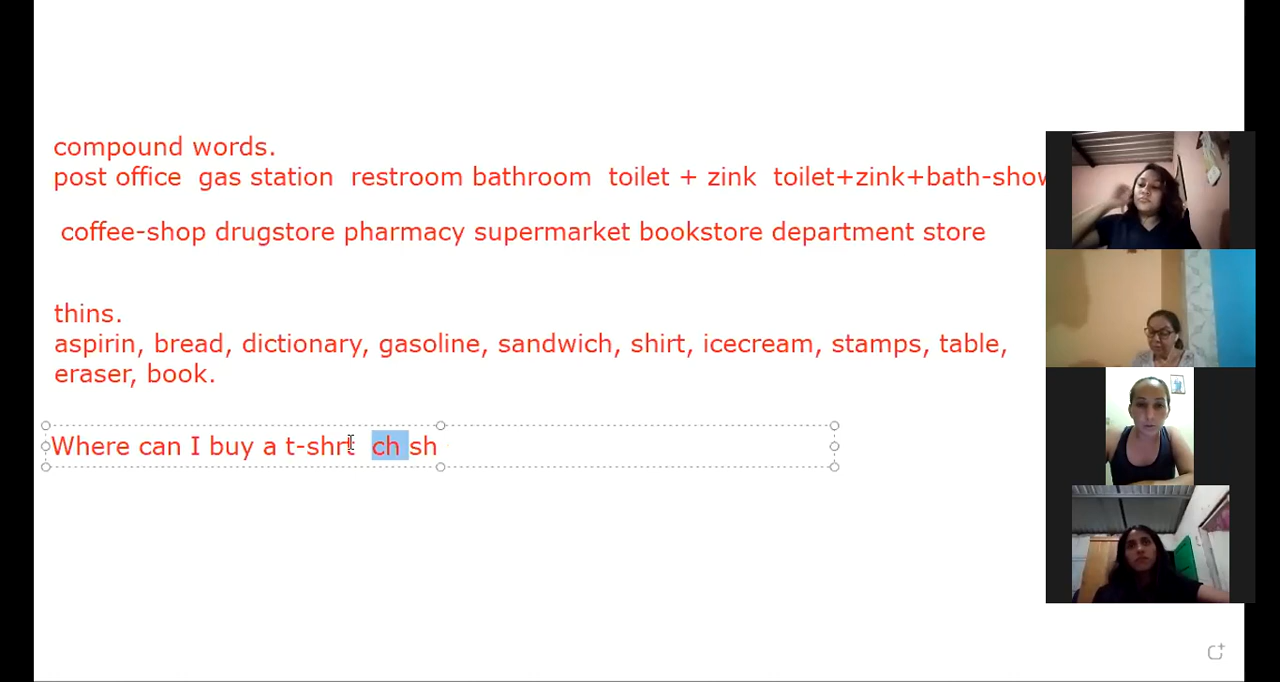 compound words.
post office  gas station  restroom bathroom  toilet + zink  toilet+zink+bath-show
coffee-shop drugstore pharmacy supermarket bookstore department store
thins.
aspirin, bread, dictionary, gasoline, sandwich, shirt, icecream, stamps, table,
eraser, book.
Where can I buy a t-shrt  ch sh